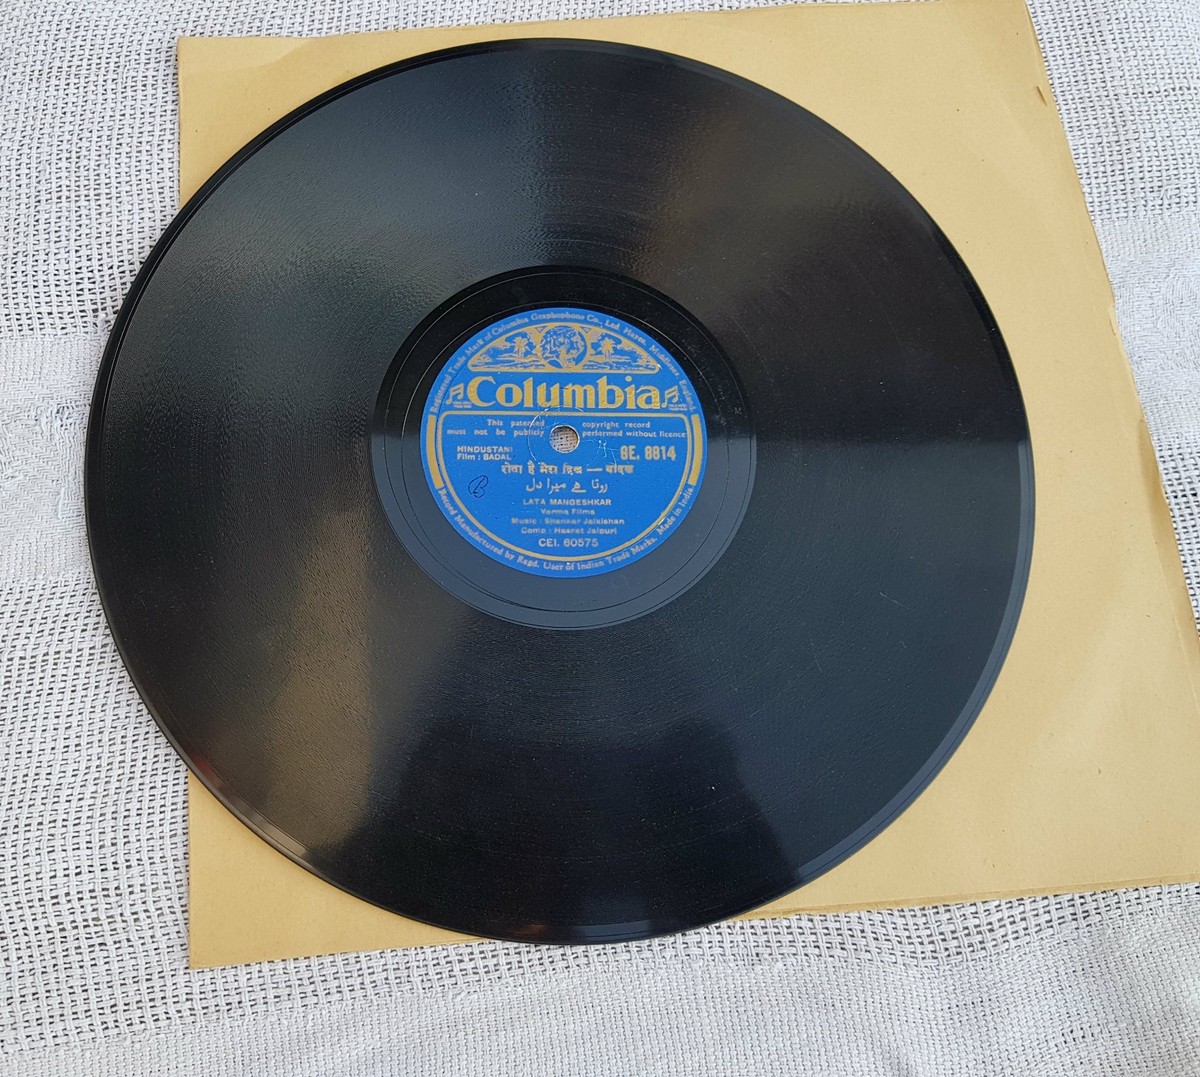 Registered Trade Mark of Columbia Graphophone Co., Ltd. Hayes, Middlesex, England.
Columbia
This patented copyright record
must not be publicly performed without licence
HINDUSTANI
Film : BADAL
GE. 8814
रोता है मेरा दिल — बादल
روتا ہے میرا دل
B
LATA MANGESHKAR
Varma Films
Music : Shankar Jaikishan
Comp : Hasrat Jaipuri
CEI. 60575
Record Manufactured by Regd. User of Indian Trade Marks. Made in India.